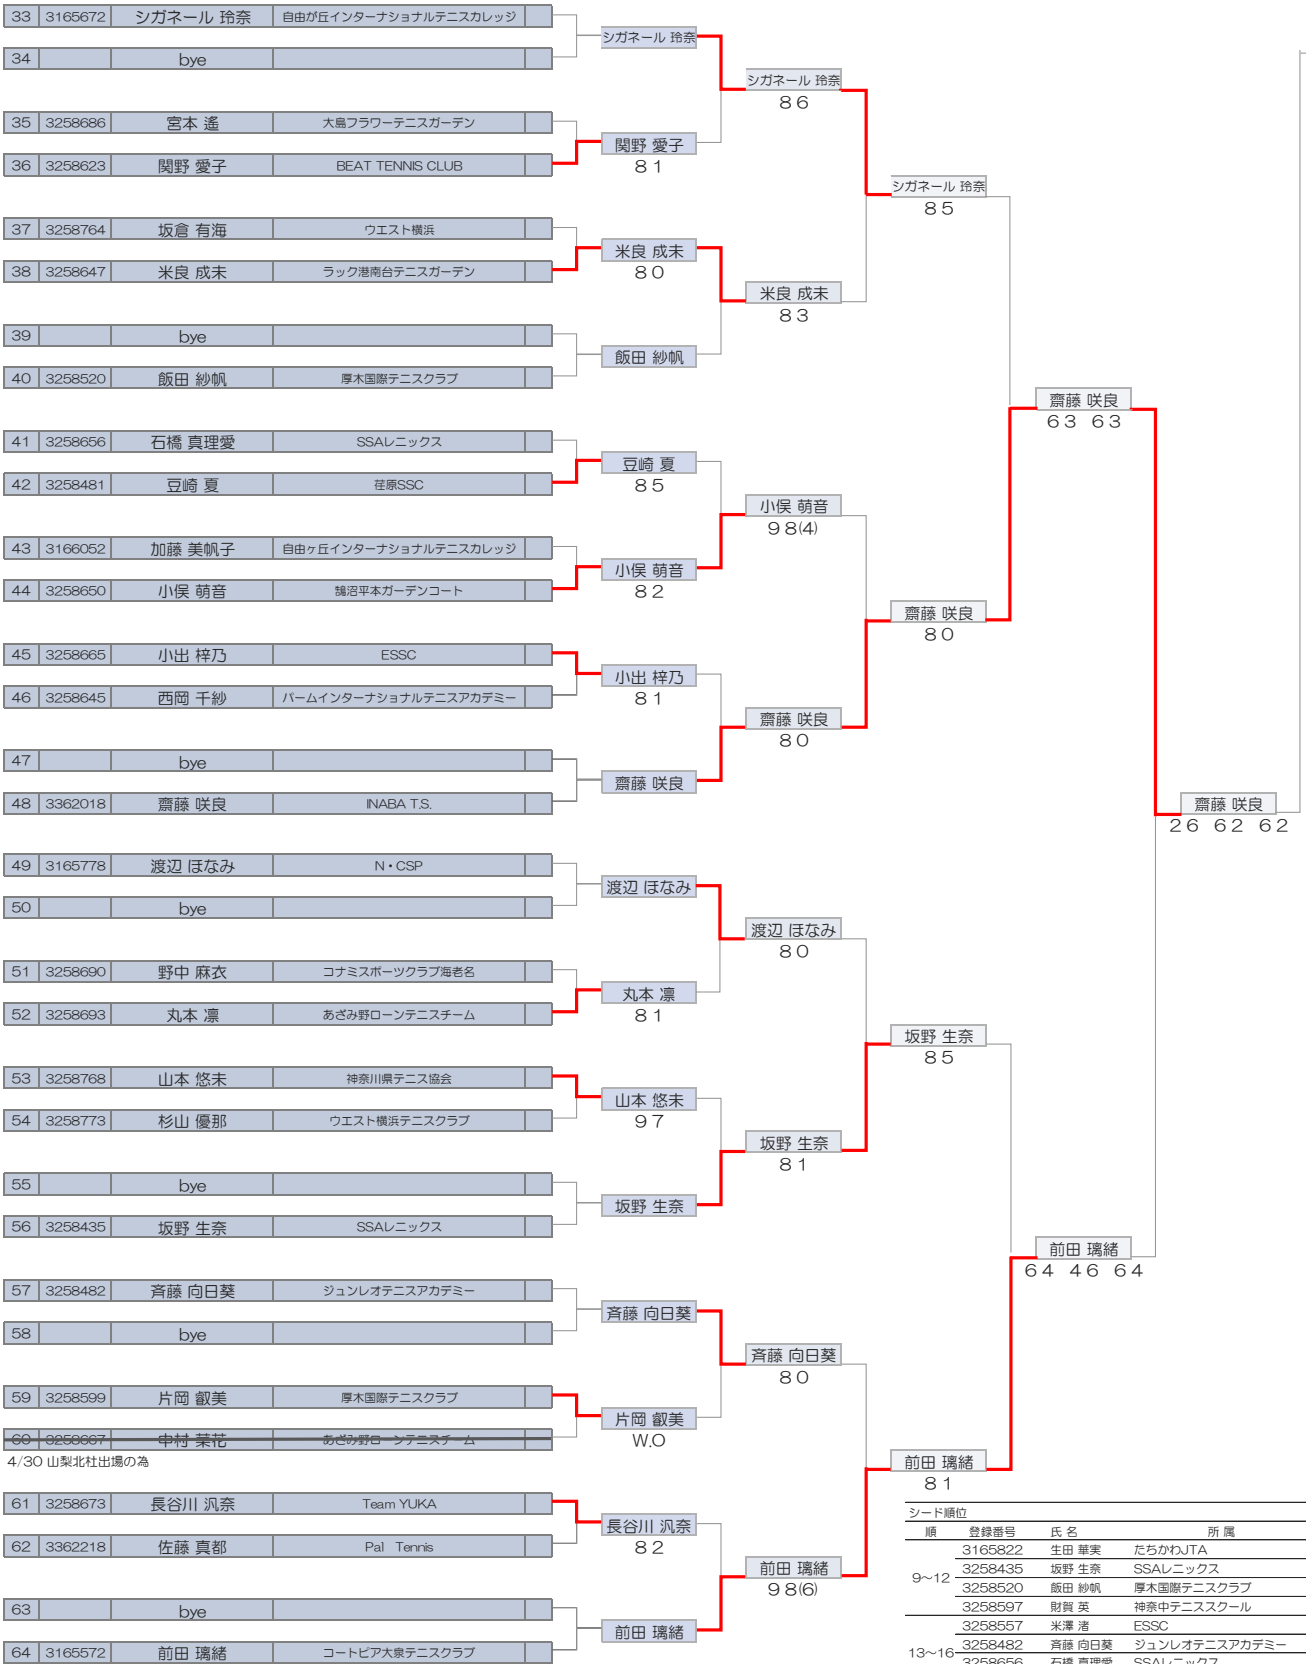 33 3165672 シガネール 玲奈 自由が丘インターナショナルテニスカレッジ
34 bye
35 3258686 宮本 遙 大島フラワーテニスガーデン
36 3258623 関野 愛子 BEAT TENNIS CLUB
37 3258764 坂倉 有海 ウエスト横浜
38 3258647 米良 成未 ラック港南台テニスガーデン
39 bye
40 3258520 飯田 紗帆 厚木国際テニスクラブ
41 3258656 石橋 真理愛 SSAレニックス
42 3258481 豆崎 夏 荏原SSC
43 3166052 加藤 美帆子 自由ヶ丘インターナショナルテニスカレッジ
44 3258650 小俣 萌音 鵠沼平本ガーデンコート
45 3258665 小出 梓乃 ESSC
46 3258645 西岡 千紗 パームインターナショナルテニスアカデミー
47 bye
48 3362018 齋藤 咲良 INABA T.S.
49 3165778 渡辺 ほなみ N・CSP
50 bye
51 3258690 野中 麻衣 コナミスポーツクラブ海老名
52 3258693 丸本 凛 あざみ野ローンテニスチーム
53 3258768 山本 悠未 神奈川県テニス協会
54 3258773 杉山 優那 ウエスト横浜テニスクラブ
55 bye
56 3258435 坂野 生奈 SSAレニックス
57 3258482 斉藤 向日葵 ジュンレオテニスアカデミー
58 bye
59 3258599 片岡 叡美 厚木国際テニスクラブ
60 3258667 中村 菜花 あざみ野ローンテニスチーム
4/30 山梨北杜出場の為
61 3258673 長谷川 汎奈 Team YUKA
62 3362218 佐藤 真都 Pal Tennis
63 bye
64 3165572 前田 璃緒 コートピア大泉テニスクラブ
シガネール 玲奈
関野 愛子
81
米良 成未
80
飯田 紗帆
豆崎 夏
85
小俣 萌音
82
小出 梓乃
81
齋藤 咲良
渡辺 ほなみ
丸本 凛
81
山本 悠未
97
坂野 生奈
斉藤 向日葵
片岡 叡美
W.O
長谷川 汎奈
82
前田 璃緒
シガネール 玲奈
86
米良 成未
83
小俣 萌音
98(4)
齋藤 咲良
80
渡辺 ほなみ
80
坂野 生奈
81
斉藤 向日葵
80
前田 璃緒
98(6)
シガネール 玲奈
85
齋藤 咲良
80
坂野 生奈
85
前田 璃緒
81
齋藤 咲良
63 63
前田 璃緒
64 46 64
齋藤 咲良
26 62 62
シード順位
順 登録番号 氏 名 所 属
3165822 生田 華実 たちかわJTA
9~12 3258435 坂野 生奈 SSAレニックス
3258520 飯田 紗帆 厚木国際テニスクラブ
3258597 財賀 英 神奈中テニススクール
3258557 米澤 渚 ESSC
13~16 3258482 斉藤 向日葵 ジュンレオテニスアカデミー
3258656 石橋 真理愛 SSAレニックス